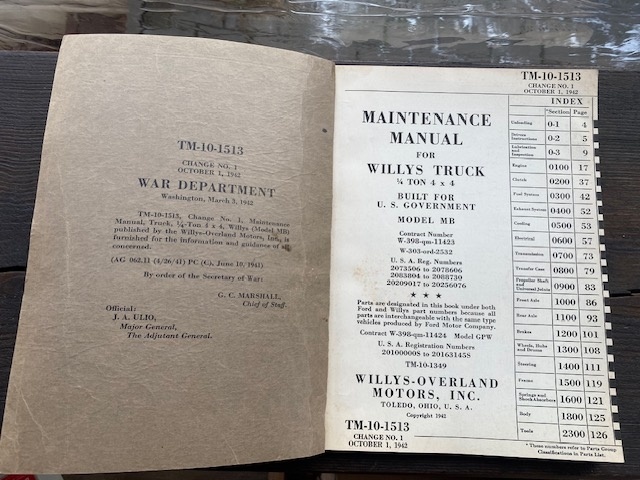 TM-10-1513
CHANGE NO. 1
OCTOBER 1, 1942
WAR DEPARTMENT
Washington, March 3, 1942
TM-10-1513, Change No. 1, Maintenance
Manual, Truck, ¼-Ton 4 x 4, Willys (Model MB)
published by the Willys-Overland Motors, Inc., is
furnished for the information and guidance of all
concerned.
(AG 062.11 (4/26/41) PC (C), June 18, 1941)
By order of the Secretary of War:
G. C. MARSHALL,
Chief of Staff.
Official:
J. A. ULIO,
Major General,
The Adjutant General.
TM-10-1513
CHANGE NO. 1
OCTOBER 1, 1942
MAINTENANCE
MANUAL
FOR
WILLYS TRUCK
¼ TON 4 x 4
BUILT FOR
U. S. GOVERNMENT
MODEL MB
Contract Number
W-398-qm-11423
W-303-ord-2532
U. S. A. Reg. Numbers
2073506 to 2078606
2083804 to 2088730
20209017 to 20256076
★ ★ ★
Parts are designated in this book under both
Ford and Willys part numbers because all
parts are interchangeable with the same type
vehicles produced by Ford Motor Company.
Contract W-398-qm-11424 Model GPW
U. S. A. Registration Numbers
20100000S to 20163145S
TM-10-1349
WILLYS-OVERLAND
MOTORS, INC.
TOLEDO, OHIO, U. S. A.
Copyright 1942
TM-10-1513
CHANGE NO. 1
OCTOBER 1, 1942
INDEX
*Section Page
Unloading 0-1 4
Driver Instructions 0-2 5
Lubrication and Inspection 0-3 9
Engine 0100 17
Clutch 0200 37
Fuel System 0300 42
Exhaust System 0400 52
Cooling 0500 53
Electrical 0600 57
Transmission 0700 73
Transfer Case 0800 79
Propeller Shaft and Universal Joints 0900 83
Front Axle 1000 86
Rear Axle 1100 93
Brakes 1200 101
Wheels, Hubs and Drums 1300 108
Steering 1400 111
Frame 1500 119
Springs and Shock Absorbers 1600 121
Body 1800 125
Tools 2300 126
* These numbers refer to Parts Group
Classifications in Parts List.